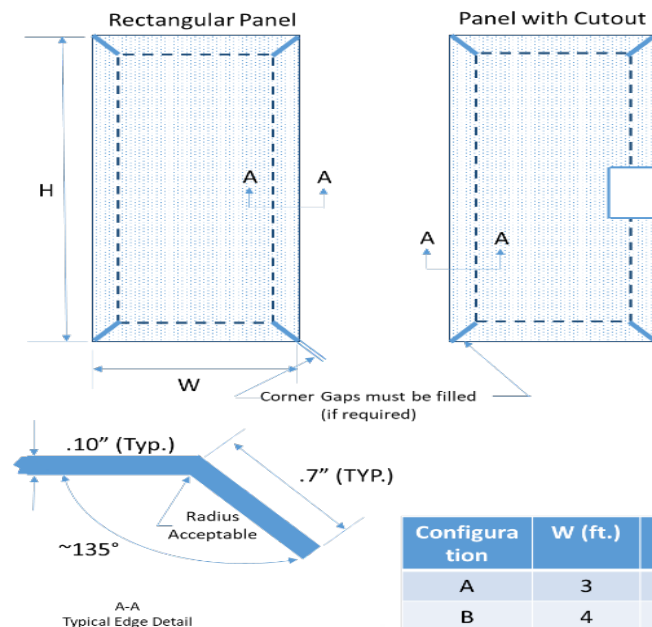 Rectangular Panel
Panel with Cutout
H
A A
A A
W
Corner Gaps must be filled
(if required)
.10” (Typ.)
.7” (TYP.)
Radius
Acceptable
~135°
A-A
Typical Edge Detail
Configura
tion
W (ft.)
A 3
B 4